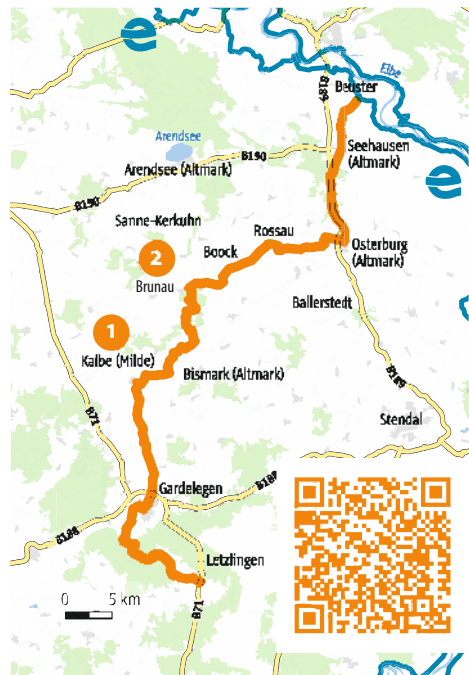 Elbe
B189
Beuster
Arendsee
Seehausen
(Altmark)
B190
Arendsee (Altmark)
B190
Sanne-Kerkuhn
Rossau
2
Boock
Osterburg
(Altmark)
Brunau
Ballerstedt
1
Kalbe (Milde)
Bismark (Altmark)
B189
B71
Stendal
Gardelegen
B188
B188
Letzlingen
0 5 km
B71